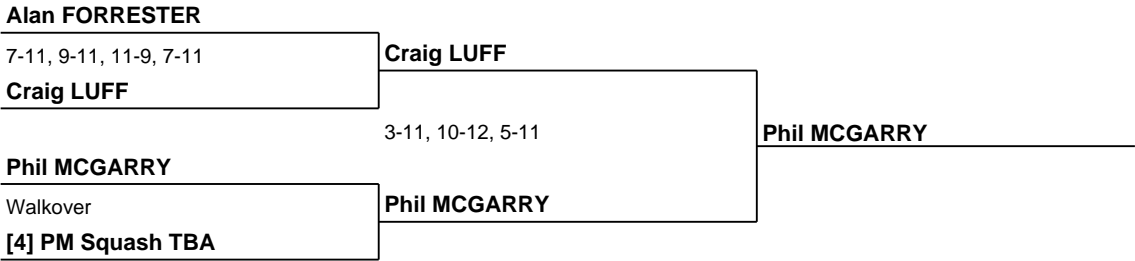 Alan FORRESTER
7-11, 9-11, 11-9, 7-11
Craig LUFF
Craig LUFF
3-11, 10-12, 5-11
Phil MCGARRY
Phil MCGARRY
Walkover
Phil MCGARRY
[4] PM Squash TBA